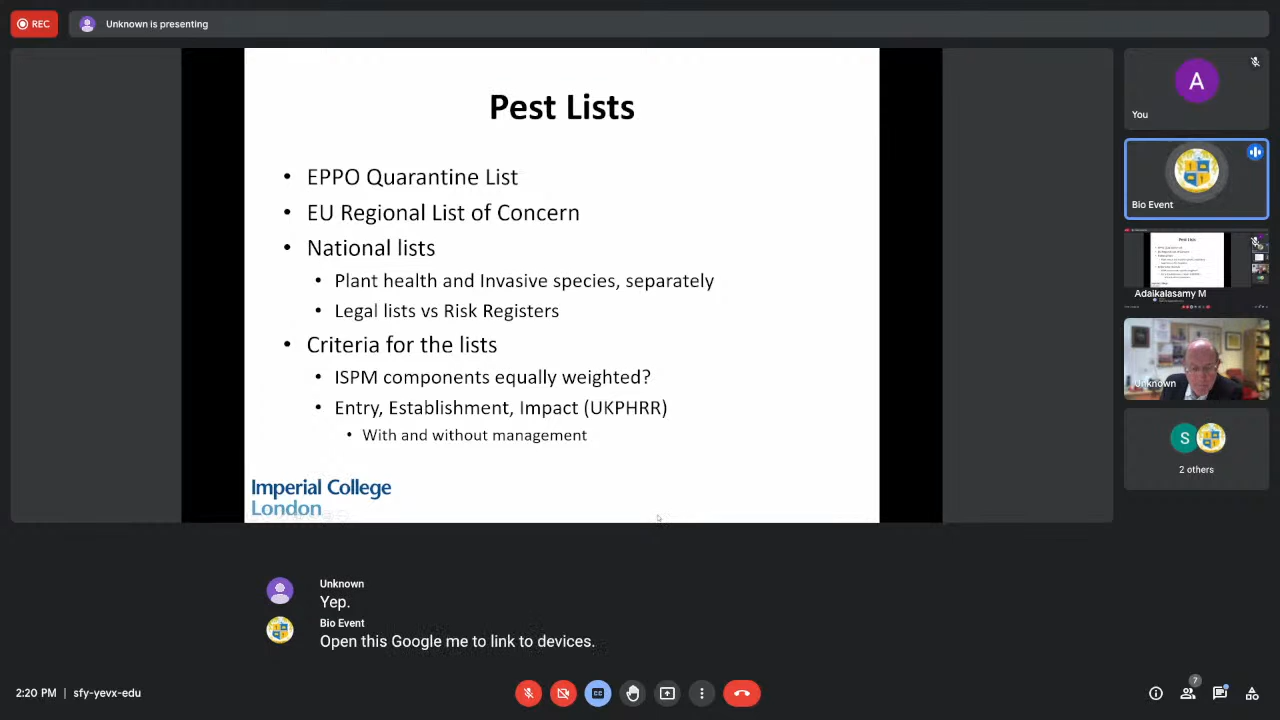 REC
Unknown is presenting
Pest Lists
• EPPO Quarantine List
• EU Regional List of Concern
• National lists
• Plant health and Invasive species, separately
• Legal lists vs Risk Registers
• Criteria for the lists
• ISPM components equally weighted?
• Entry, Establishment, Impact (UKPHRR)
• With and without management
Imperial College
London
A
You
Bio Event
Pest Lists
Adaikalasamy M
Unknown
S
2 others
Unknown
Yep.
Bio Event
Open this Google me to link to devices.
2:20 PM | sfy-yevx-edu
7